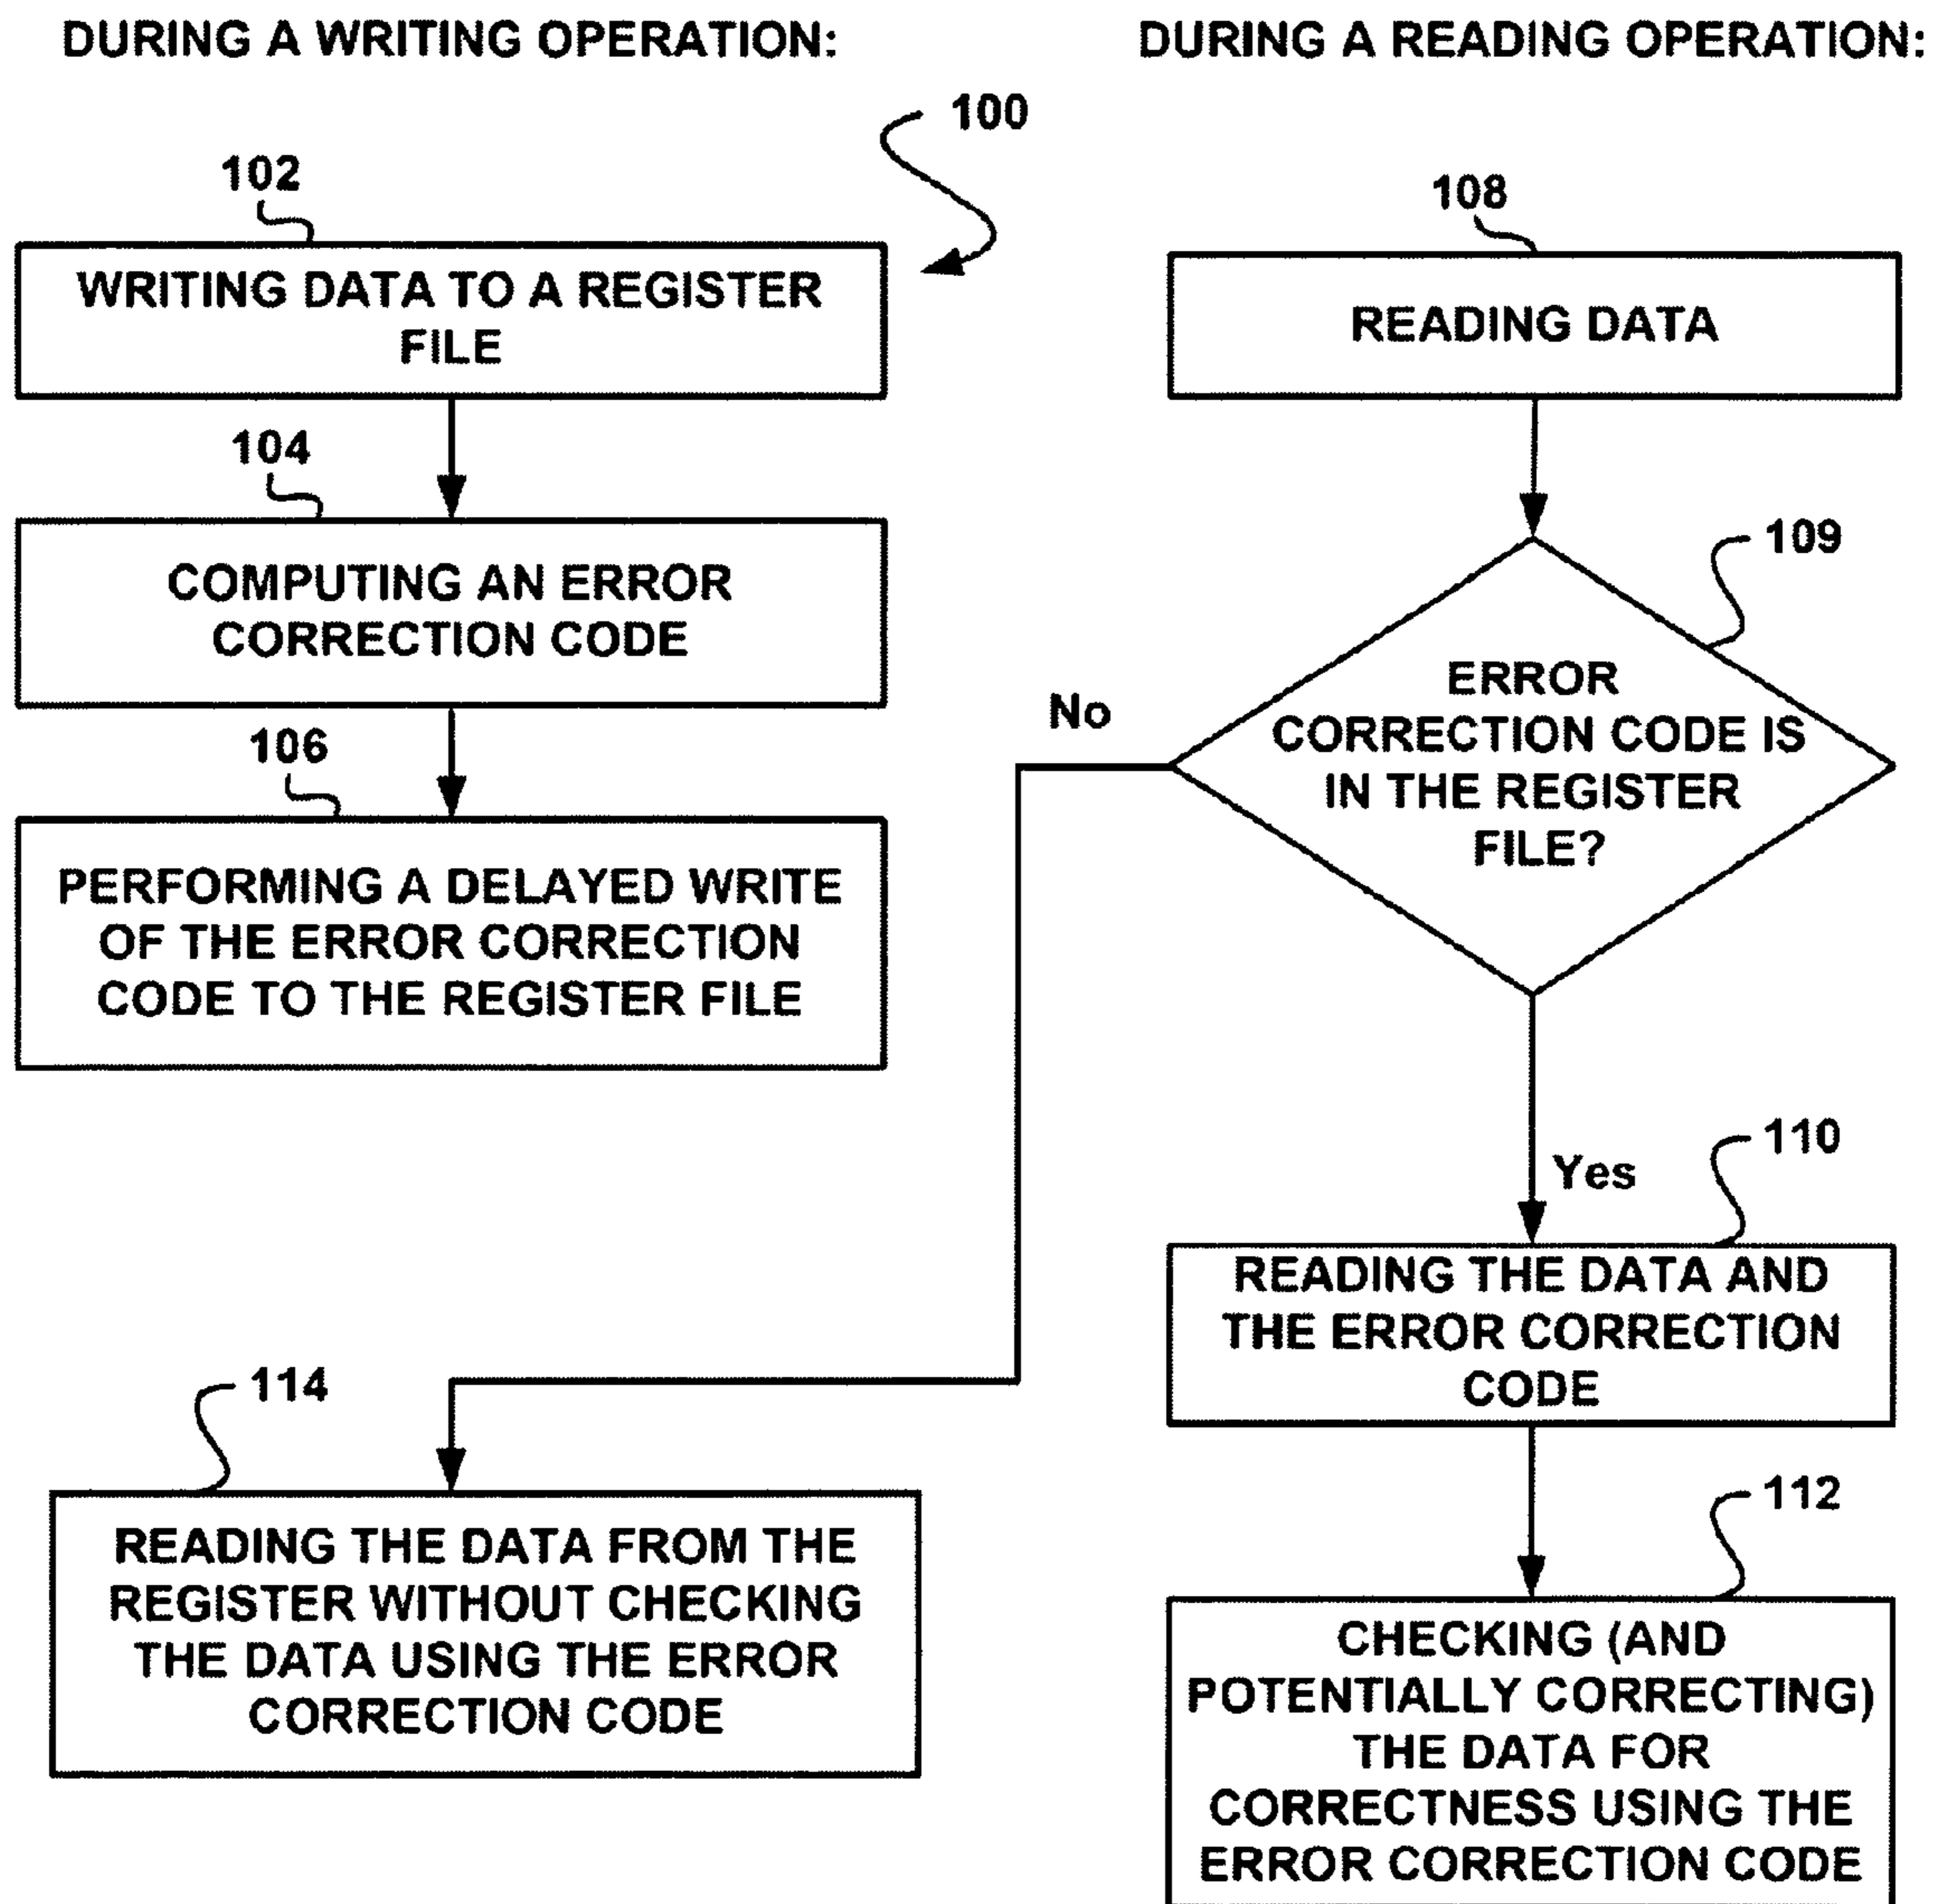 DURING A WRITING OPERATION:
100
102
WRITING DATA TO A REGISTER
FILE
104
COMPUTING AN ERROR
CORRECTION CODE
106
PERFORMING A DELAYED WRITE
OF THE ERROR CORRECTION
CODE TO THE REGISTER FILE
DURING A READING OPERATION:
108
READING DATA
109
ERROR
CORRECTION CODE IS
IN THE REGISTER
FILE?
No
Yes
110
READING THE DATA AND
THE ERROR CORRECTION
CODE
112
CHECKING (AND
POTENTIALLY CORRECTING)
THE DATA FOR
CORRECTNESS USING THE
ERROR CORRECTION CODE
114
READING THE DATA FROM THE
REGISTER WITHOUT CHECKING
THE DATA USING THE ERROR
CORRECTION CODE